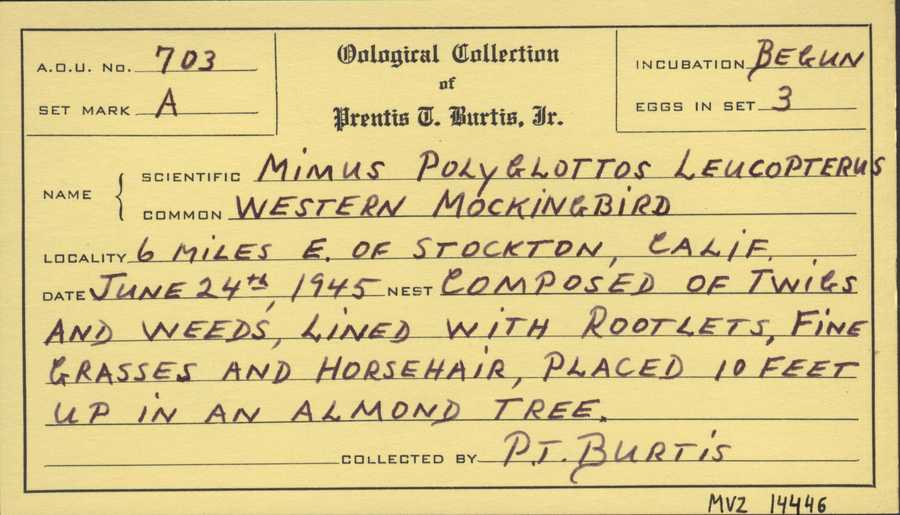 A.O.U. No. 703
SET MARK A
Oological Collection
of
Prentis T. Burtis, Jr.
INCUBATION BEGUN
EGGS IN SET 3
NAME { SCIENTIFIC MIMUS POLYGLOTTOS LEUCOPTERUS
COMMON WESTERN MOCKINGBIRD
LOCALITY 6 MILES E. OF STOCKTON, CALIF.
DATE JUNE 24th, 1945 NEST COMPOSED OF TWIGS
AND WEEDS, LINED WITH ROOTLETS, FINE
GRASSES AND HORSEHAIR, PLACED 10 FEET
UP IN AN ALMOND TREE.
COLLECTED BY P.T. BURTIS
MVZ 14446